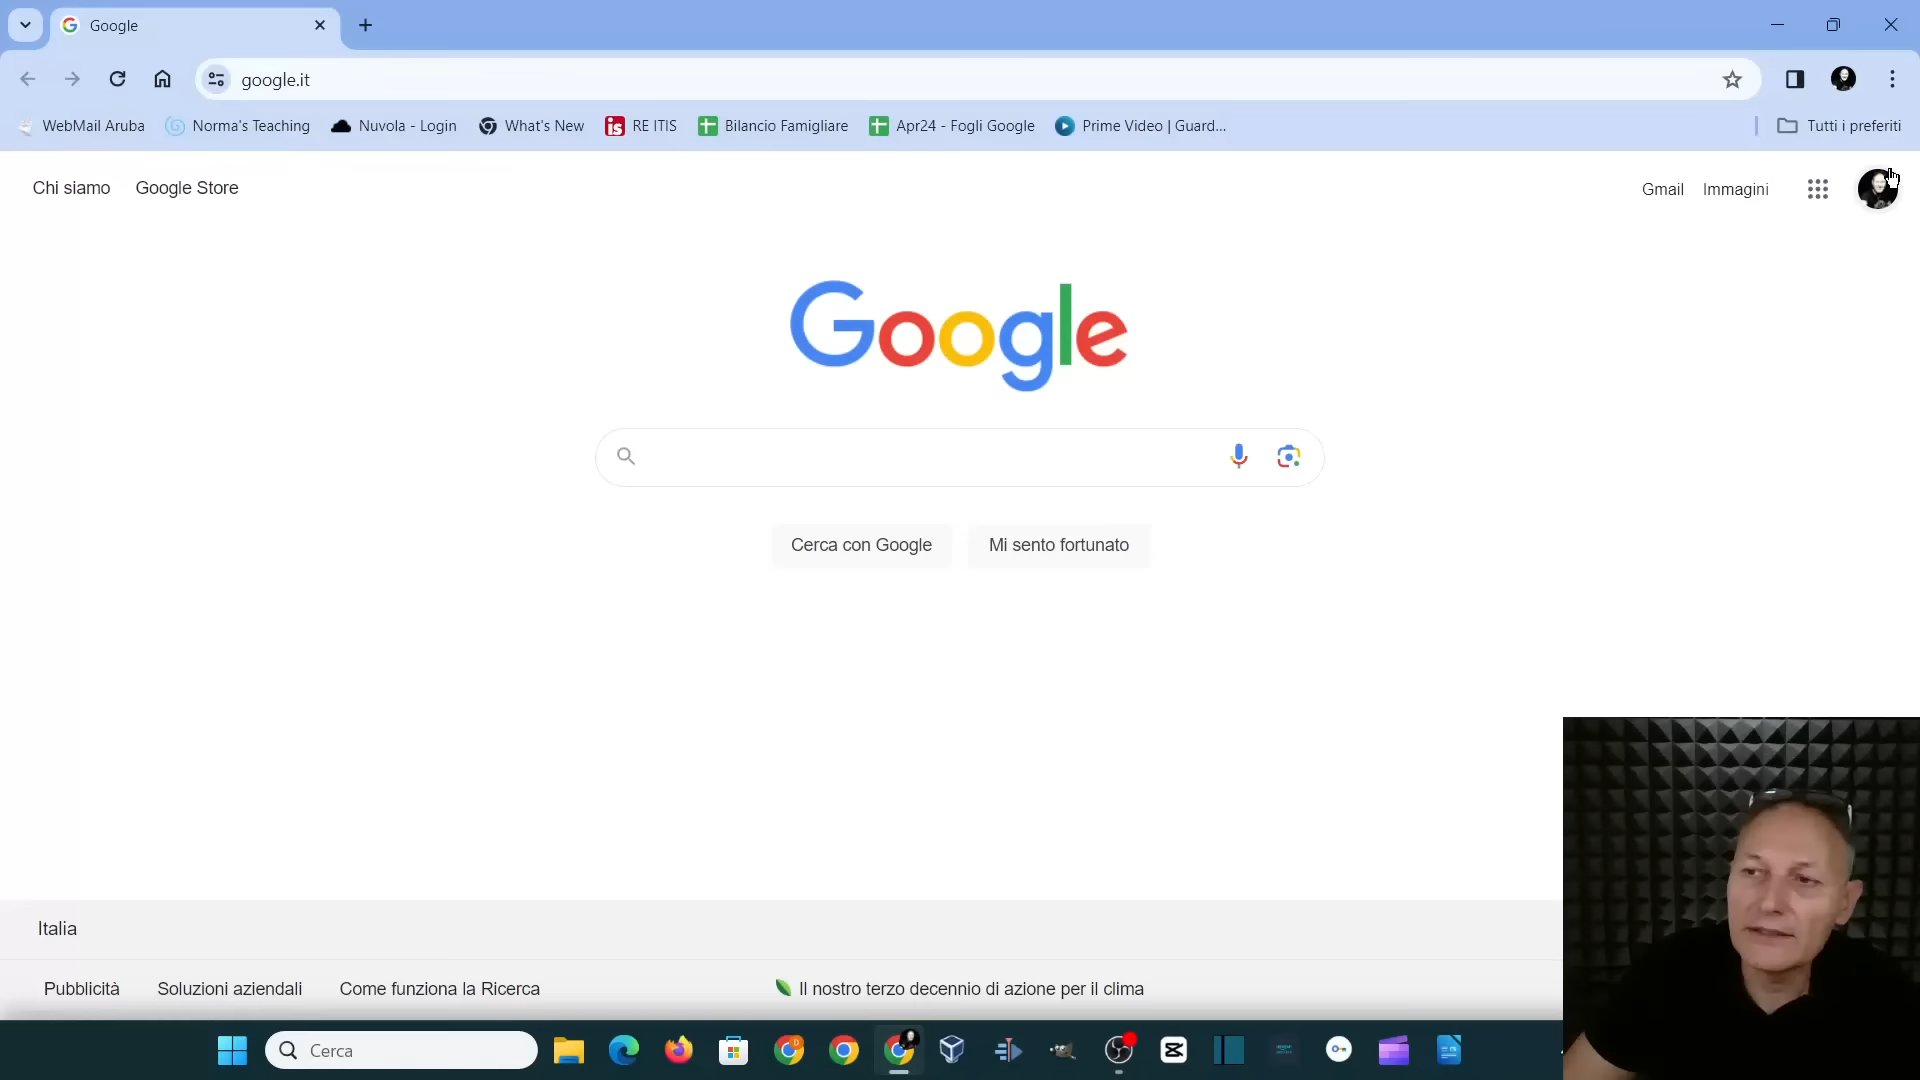 Google
google.it
WebMail Aruba
Norma's Teaching
Nuvola - Login
What's New
RE ITIS
Bilancio Famigliare
Apr24 - Fogli Google
Prime Video | Guard...
Tutti i preferiti
Chi siamo
Google Store
Gmail
Immagini
Google
Cerca con Google
Mi sento fortunato
Italia
Pubblicità
Soluzioni aziendali
Come funziona la Ricerca
Il nostro terzo decennio di azione per il clima
Cerca